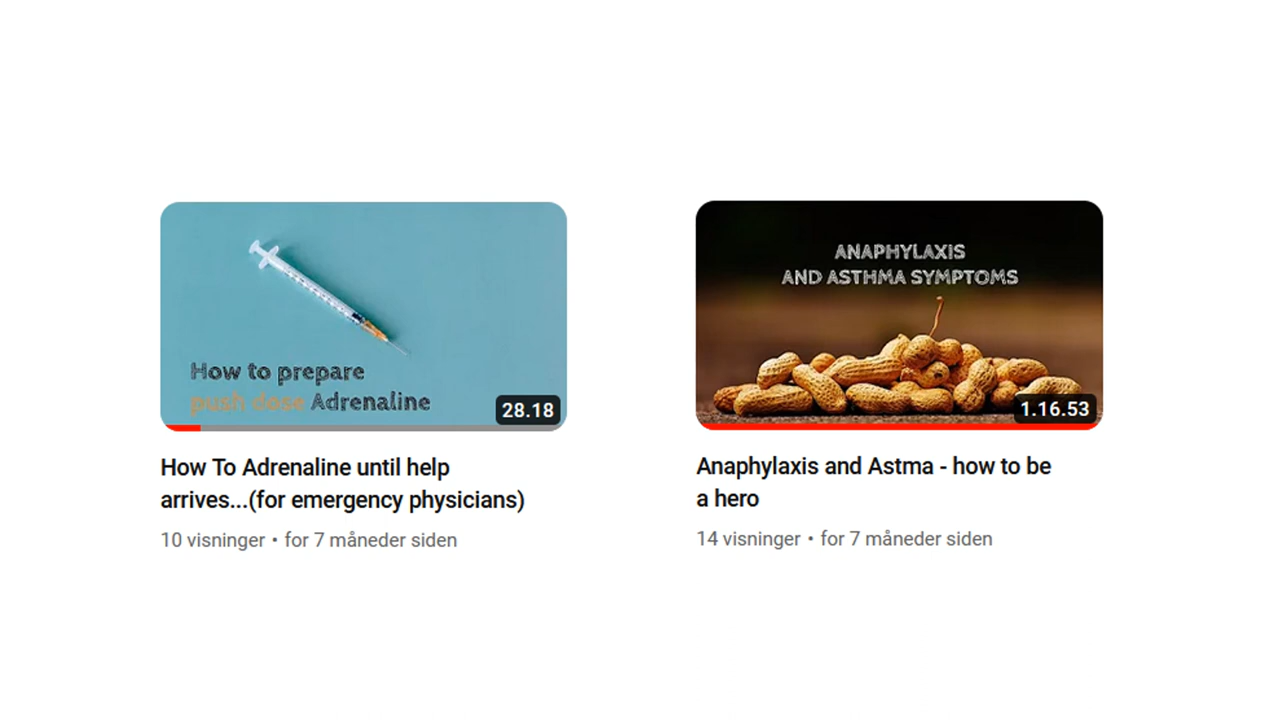 How to prepare
push dose Adrenaline
28.18
How To Adrenaline until help
arrives...(for emergency physicians)
10 visninger • for 7 måneder siden
ANAPHYLAXIS
AND ASTHMA SYMPTOMS
1.16.53
Anaphylaxis and Astma - how to be
a hero
14 visninger • for 7 måneder siden